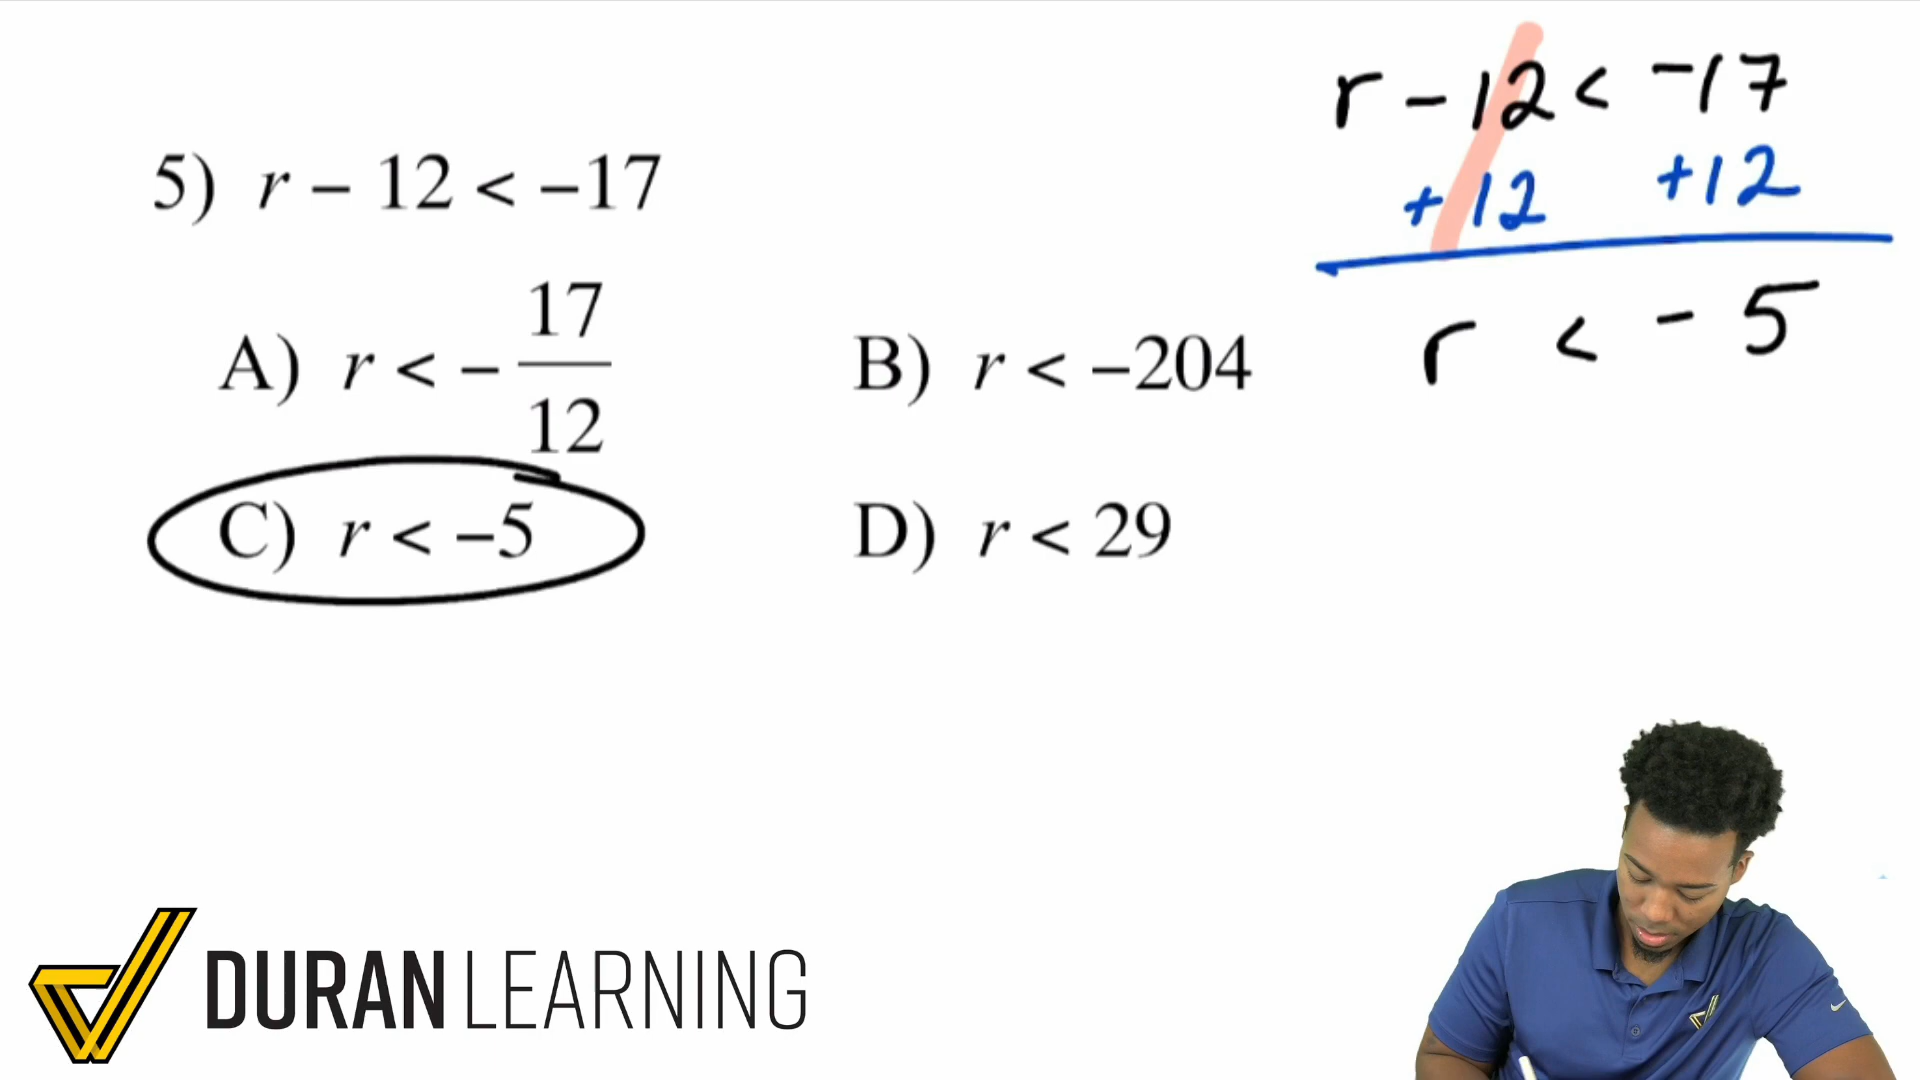 5) r – 12 < –17
A) r < – 17/12
B) r < –204
C) r < –5
D) r < 29
r - 12 < -17
+12 +12
r < -5
DURAN LEARNING